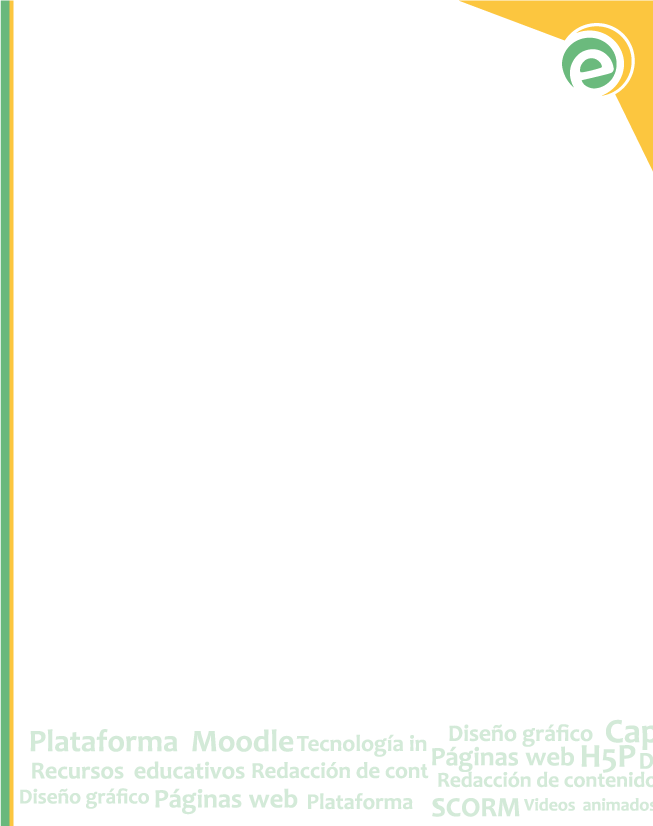 e
Plataforma Moodle Tecnología in
Recursos educativos Redacción de cont
Diseño gráfico Páginas web Plataforma
Diseño gráfico Cap
Páginas web H5P D
Redacción de contenido
SCORM Videos animados